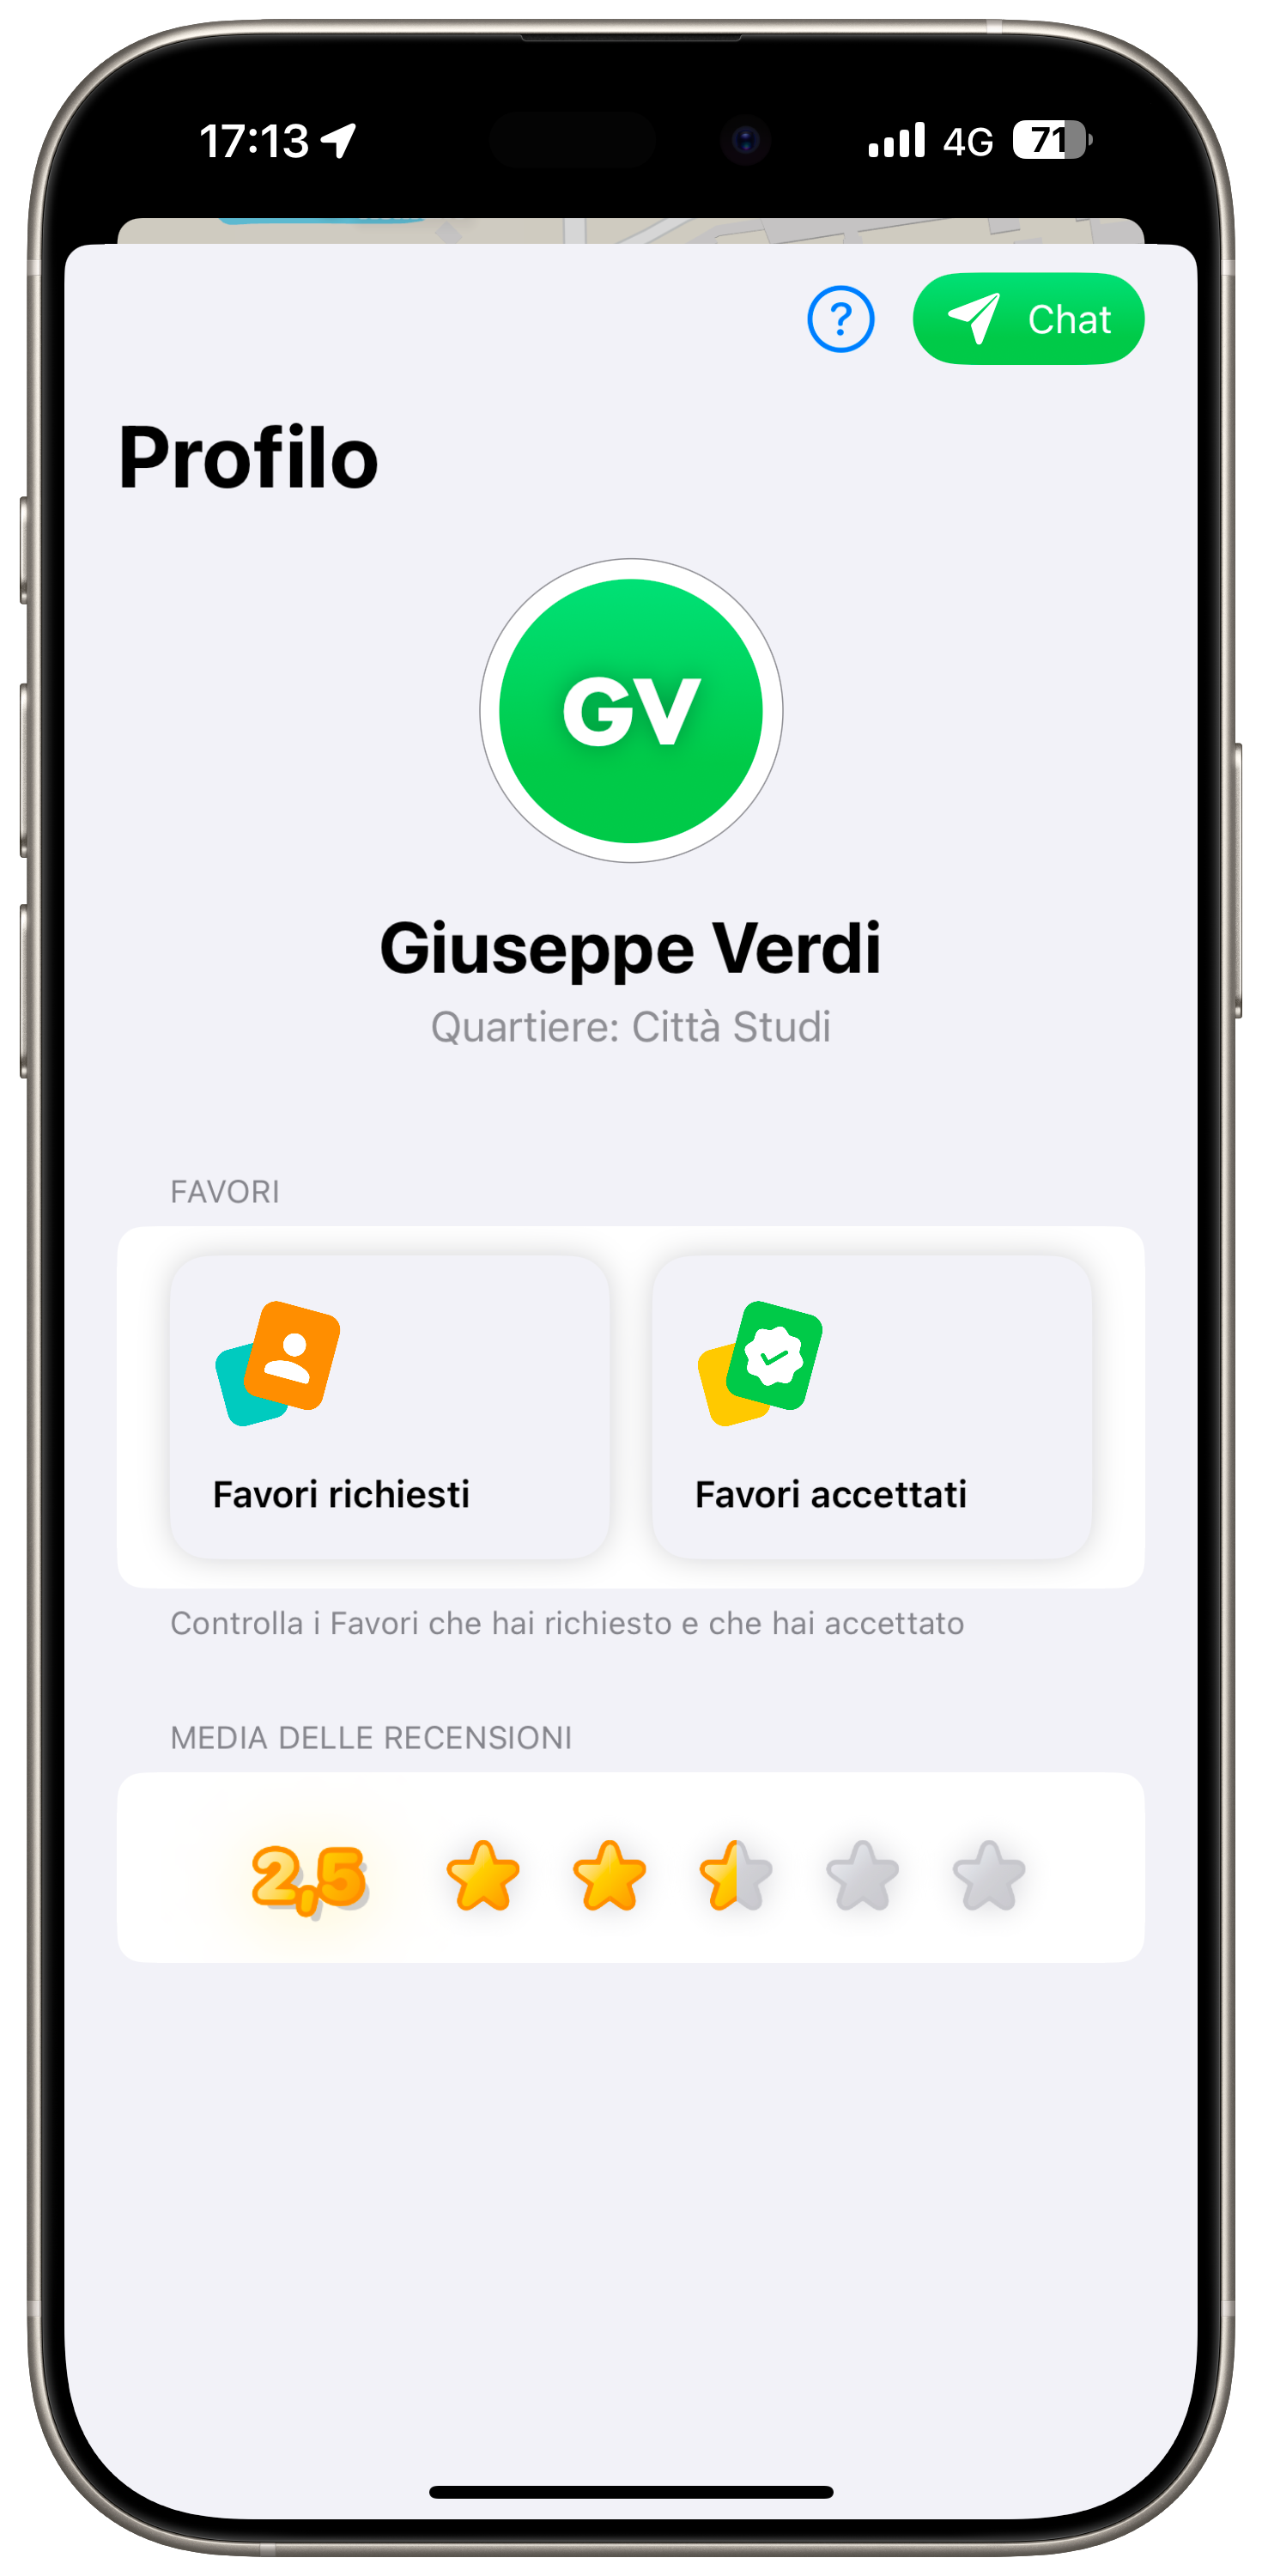 17:13
4G
71
?
Chat
Profilo
GV
Giuseppe Verdi
Quartiere: Città Studi
FAVORI
Favori richiesti
Favori accettati
Controlla i Favori che hai richiesto e che hai accettato
MEDIA DELLE RECENSIONI
2,5